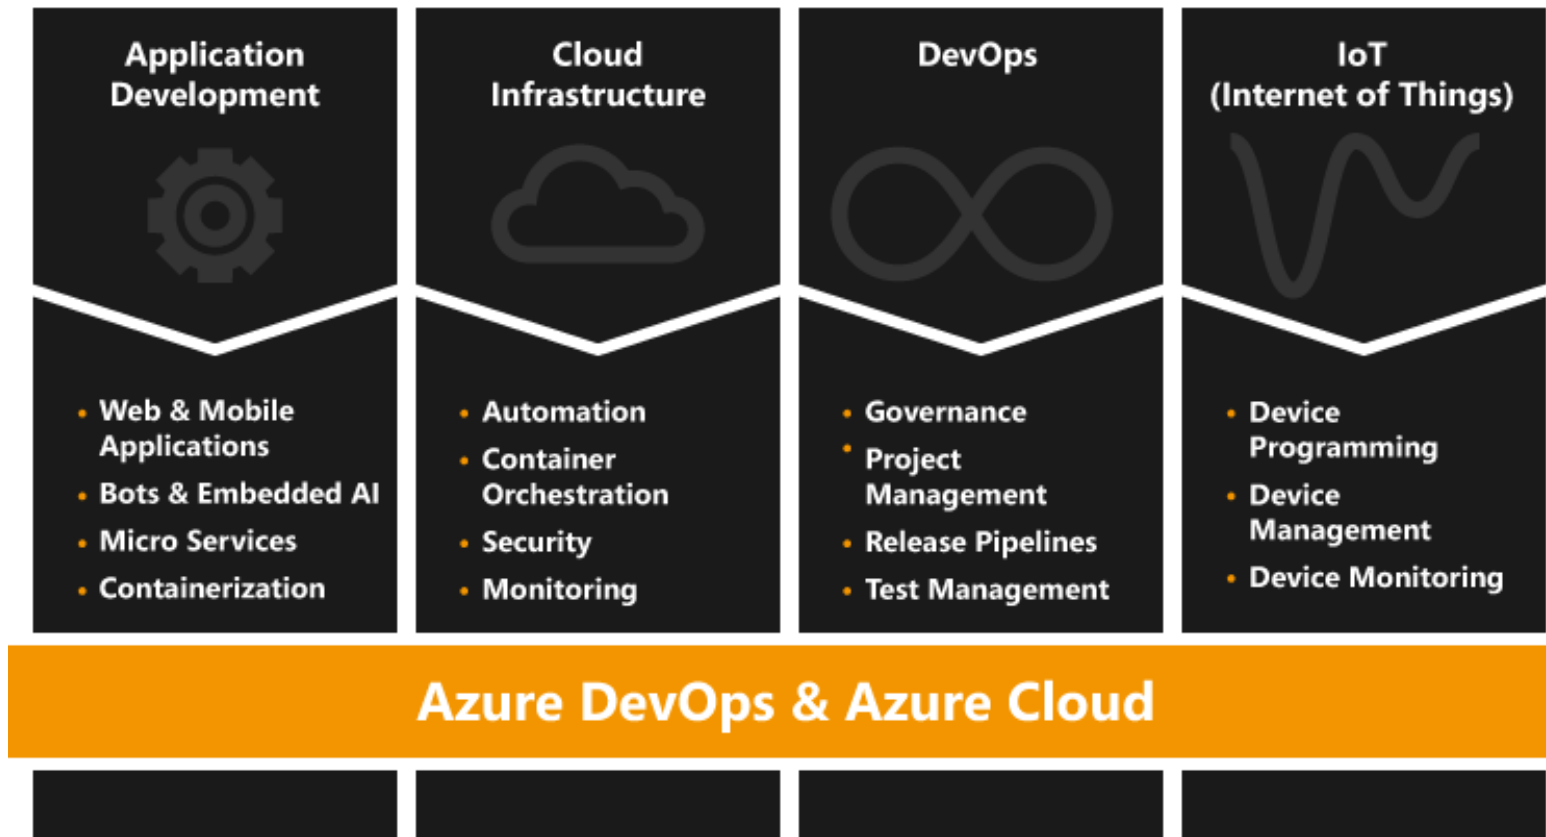 Application
Development
Cloud
Infrastructure
DevOps
IoT
(Internet of Things)
• Web & Mobile
Applications
• Bots & Embedded AI
• Micro Services
• Containerization
• Automation
• Container
Orchestration
• Security
• Monitoring
• Governance
• Project
Management
• Release Pipelines
• Test Management
• Device
Programming
• Device
Management
• Device Monitoring
Azure DevOps & Azure Cloud